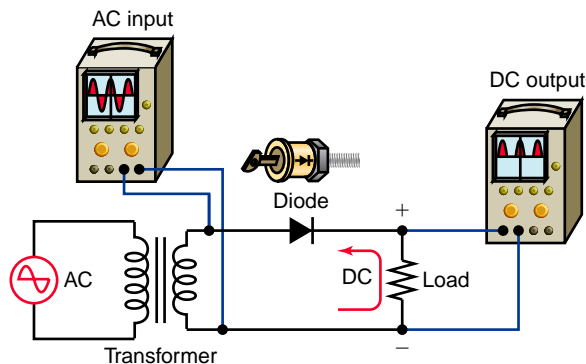 AC input
DC output
Diode
+
AC
DC
Load
−
Transformer